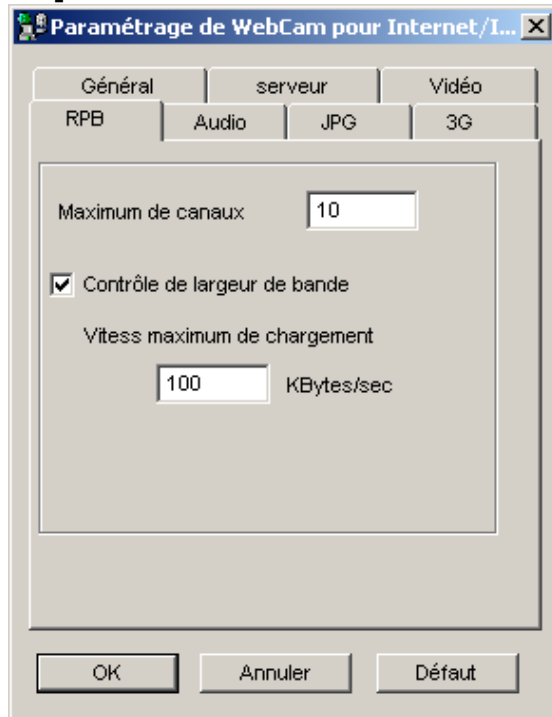 Paramétrage de WebCam pour Internet/I...
Général serveur Vidéo
RPB Audio JPG 3G
Maximum de canaux 10
Contrôle de largeur de bande
Vitess maximum de chargement
100 KBytes/sec
OK Annuler Défaut